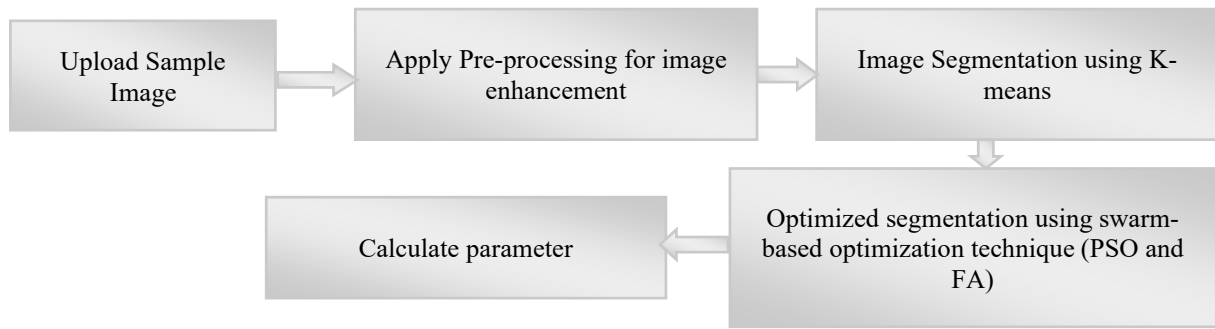 Upload Sample
Image
Apply Pre-processing for image
enhancement
Image Segmentation using K-
means
Optimized segmentation using swarm-
based optimization technique (PSO and
FA)
Calculate parameter